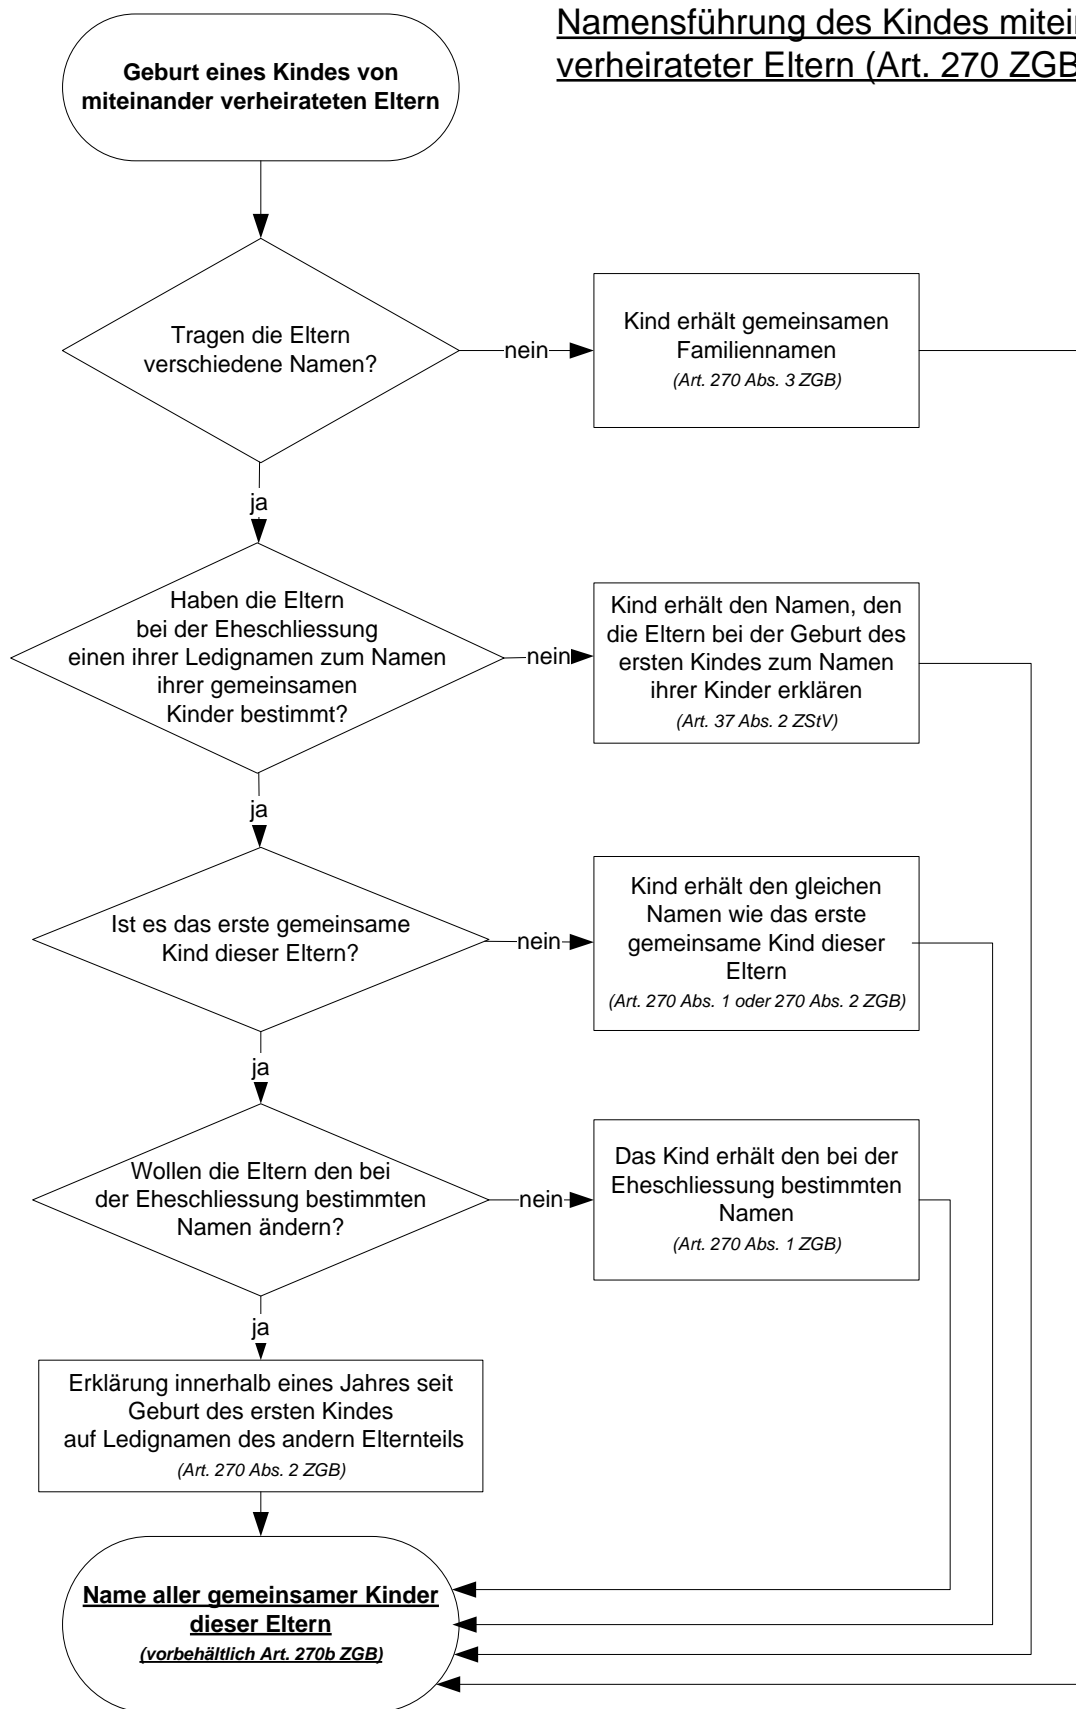 Namensführung des Kindes mitei
verheirateter Eltern (Art. 270 ZGB
Geburt eines Kindes von
miteinander verheirateten Eltern
Tragen die Eltern
verschiedene Namen?
nein
Kind erhält gemeinsamen
Familiennamen
(Art. 270 Abs. 3 ZGB)
ja
Haben die Eltern
bei der Eheschliessung
einen ihrer Ledignamen zum Namen
ihrer gemeinsamen
Kinder bestimmt?
nein
Kind erhält den Namen, den
die Eltern bei der Geburt des
ersten Kindes zum Namen
ihrer Kinder erklären
(Art. 37 Abs. 2 ZStV)
ja
Ist es das erste gemeinsame
Kind dieser Eltern?
nein
Kind erhält den gleichen
Namen wie das erste
gemeinsame Kind dieser
Eltern
(Art. 270 Abs. 1 oder 270 Abs. 2 ZGB)
ja
Wollen die Eltern den bei
der Eheschliessung bestimmten
Namen ändern?
nein
Das Kind erhält den bei der
Eheschliessung bestimmten
Namen
(Art. 270 Abs. 1 ZGB)
ja
Erklärung innerhalb eines Jahres seit
Geburt des ersten Kindes
auf Ledignamen des andern Elternteils
(Art. 270 Abs. 2 ZGB)
Name aller gemeinsamer Kinder
dieser Eltern
(vorbehältlich Art. 270b ZGB)